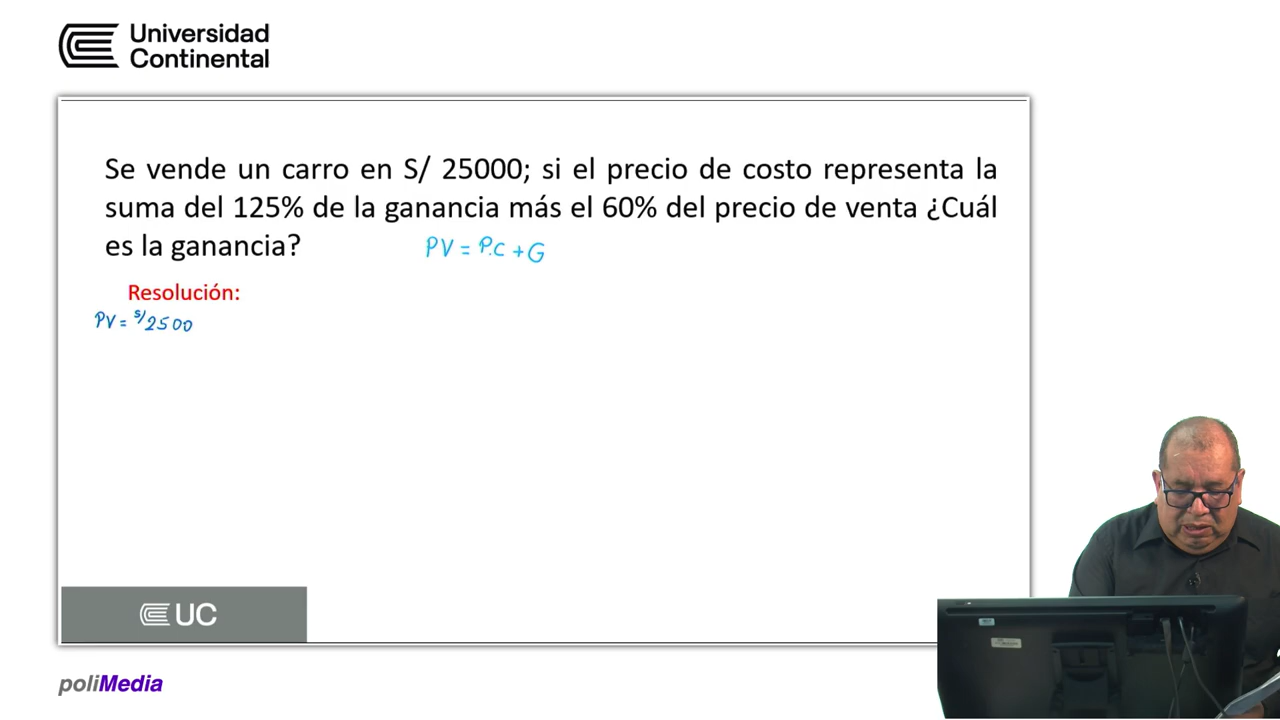 Universidad
Continental
Se vende un carro en S/ 25000; si el precio de costo representa la
suma del 125% de la ganancia más el 60% del precio de venta ¿Cuál
es la ganancia?
PV = P.C + G
Resolución:
PV = S/ 2500
UC
poliMedia